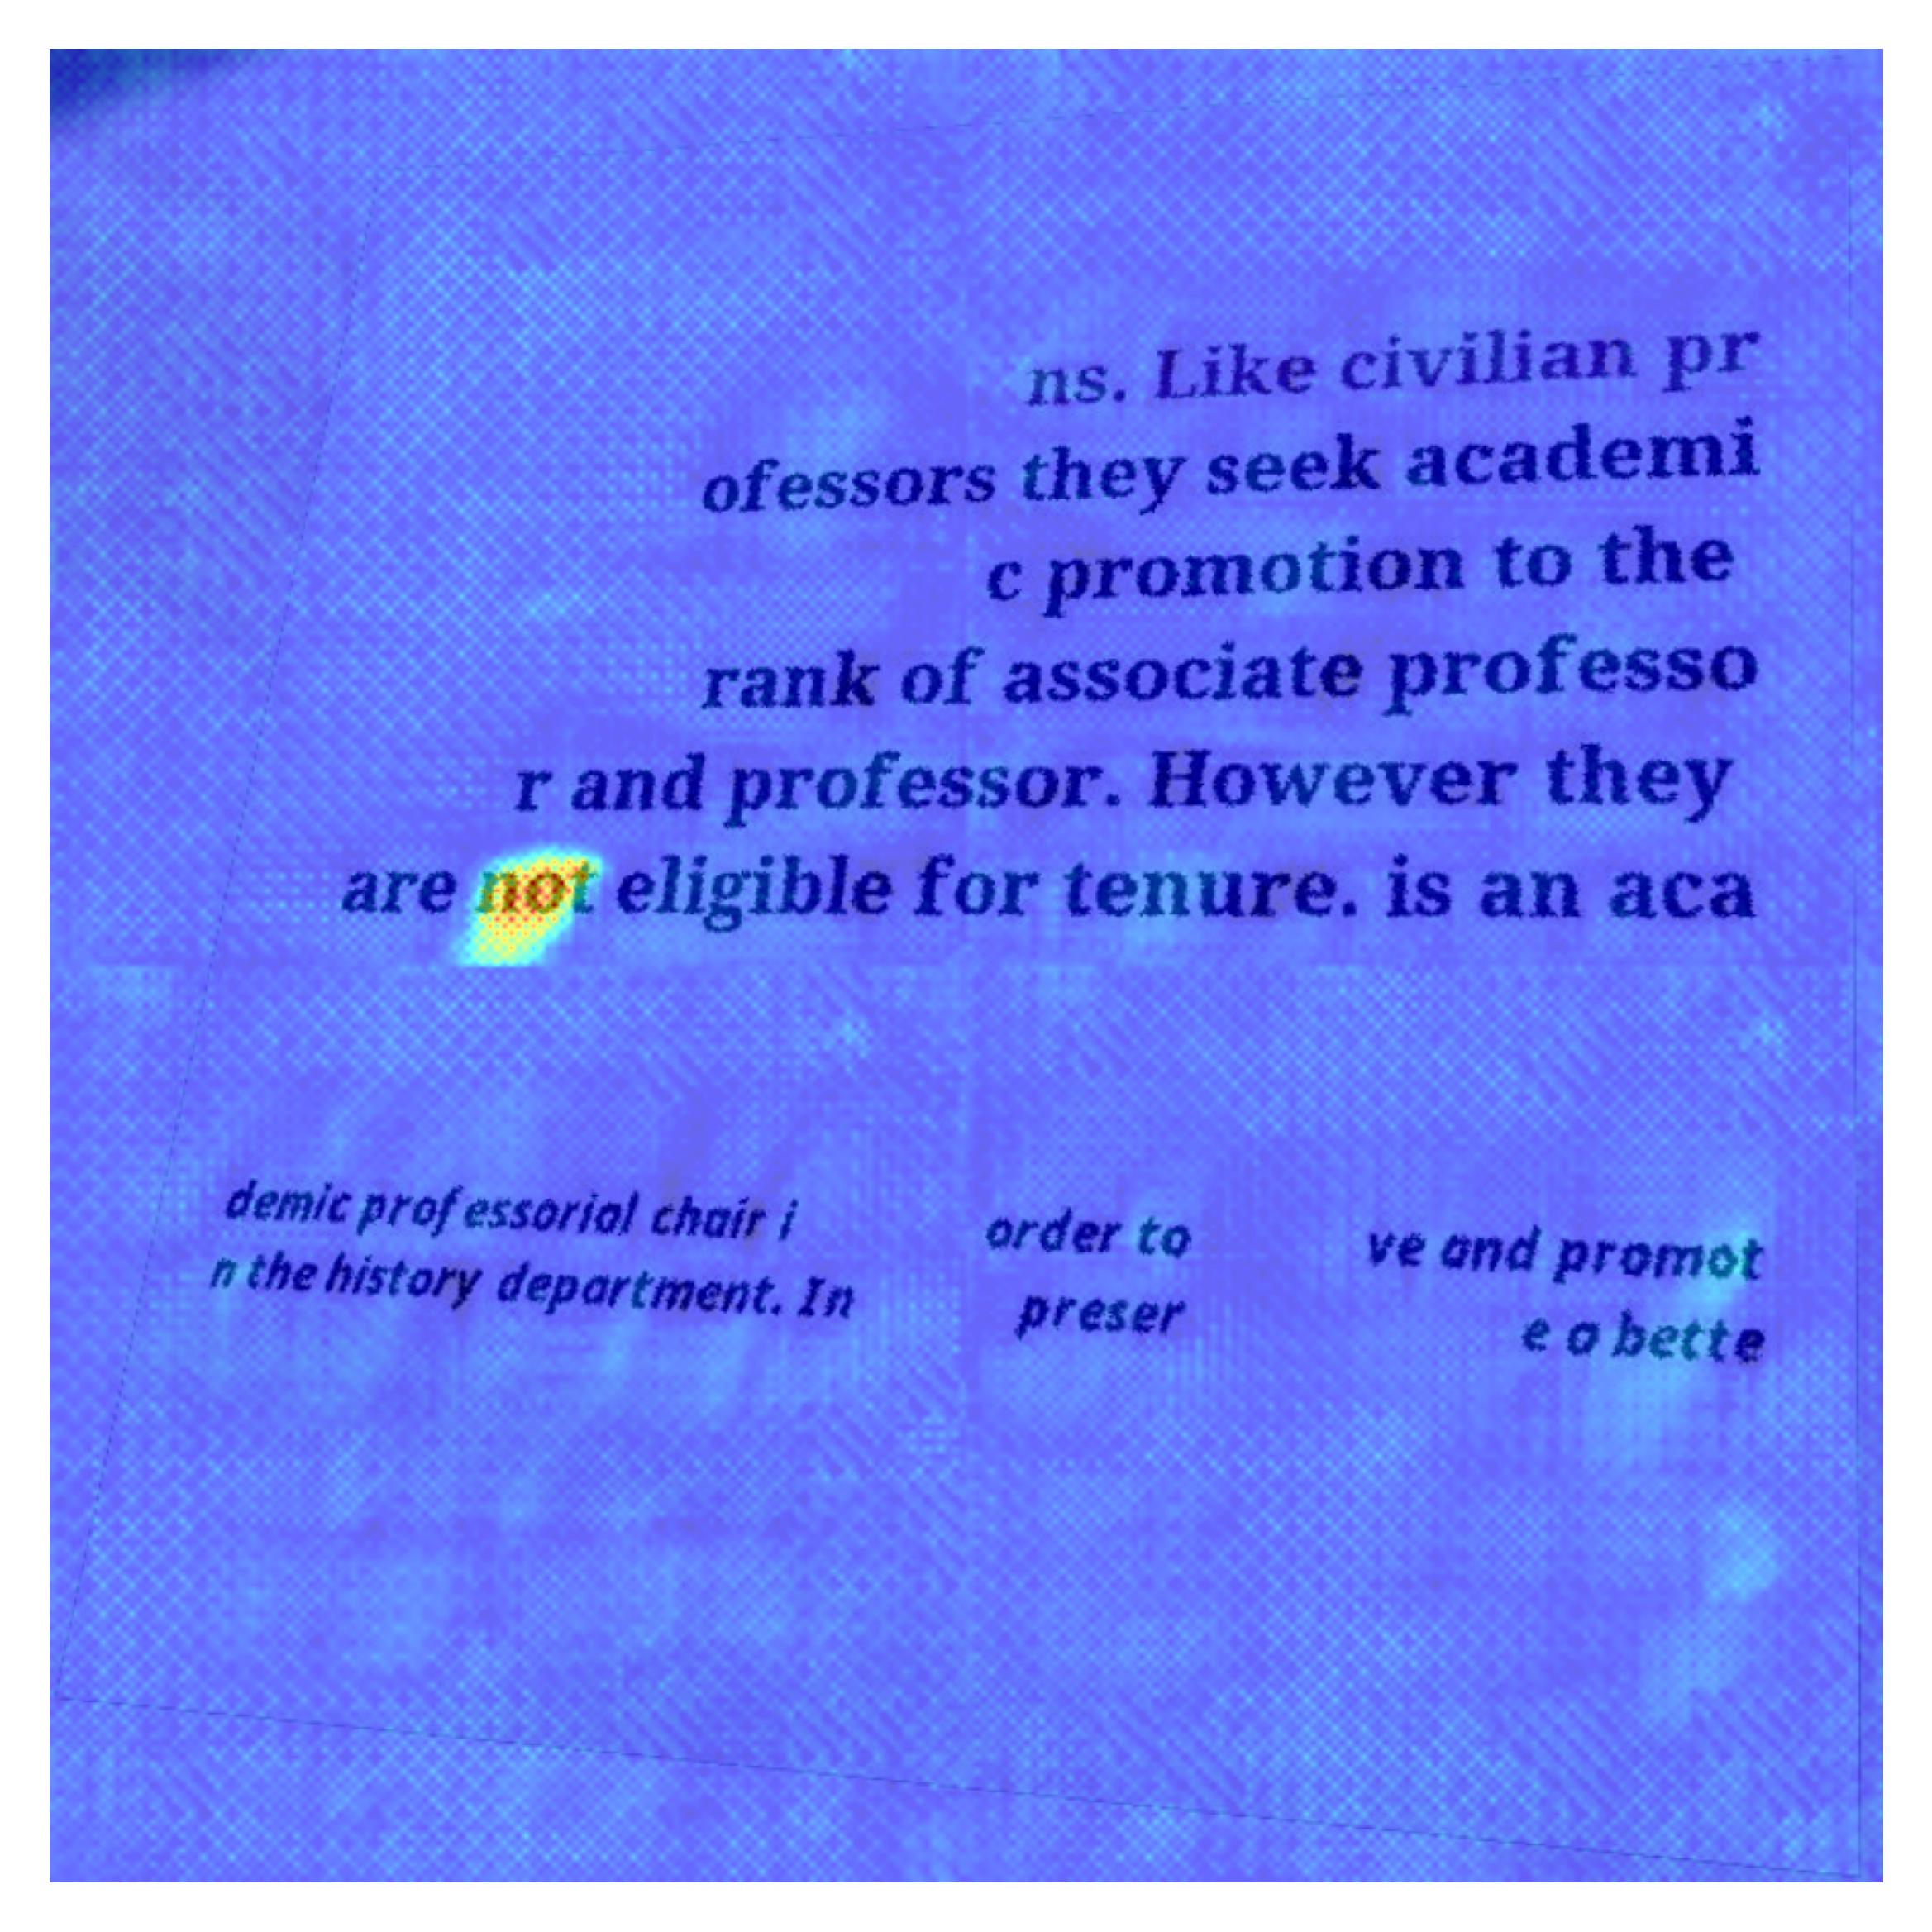 ns. Like civilian pr
ofessors they seek academi
c promotion to the
rank of associate professo
r and professor. However they
are not eligible for tenure. is an aca
demic professorial chair i
n the history department. In
order to
preser
ve and promot
e a bette